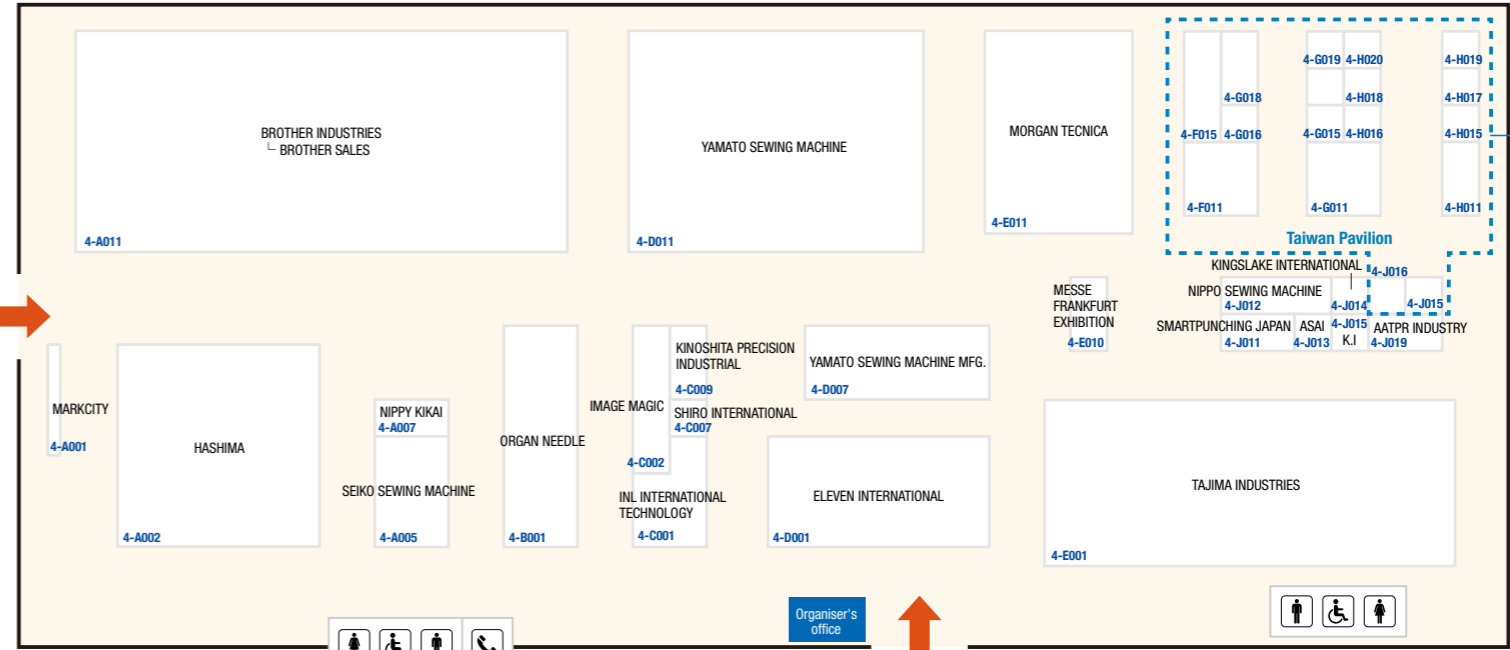 BROTHER INDUSTRIES
└ BROTHER SALES
4-A011
YAMATO SEWING MACHINE
4-D011
MORGAN TECNICA
4-E011
4-G019 4-H020
4-H019
4-G018
4-H018
4-H017
4-F015 4-G016
4-G015 4-H016
4-H015
4-F011
4-G011
4-H011
Taiwan Pavilion
KINGSLAKE INTERNATIONAL
4-J016
NIPPO SEWING MACHINE
4-J012
4-J014
4-J015
SMARTPUNCHING JAPAN
4-J011
ASAI
4-J013
4-J015
K.I
AATPR INDUSTRY
4-J019
MESSE
FRANKFURT
EXHIBITION
4-E010
MARKCITY
4-A001
HASHIMA
4-A002
NIPPY KIKAI
4-A007
SEIKO SEWING MACHINE
4-A005
ORGAN NEEDLE
4-B001
IMAGE MAGIC
4-C002
KINOSHITA PRECISION
INDUSTRIAL
4-C009
SHIRO INTERNATIONAL
4-C007
INL INTERNATIONAL
TECHNOLOGY
4-C001
YAMATO SEWING MACHINE MFG.
4-D007
ELEVEN INTERNATIONAL
4-D001
TAJIMA INDUSTRIES
4-E001
Organiser's
office